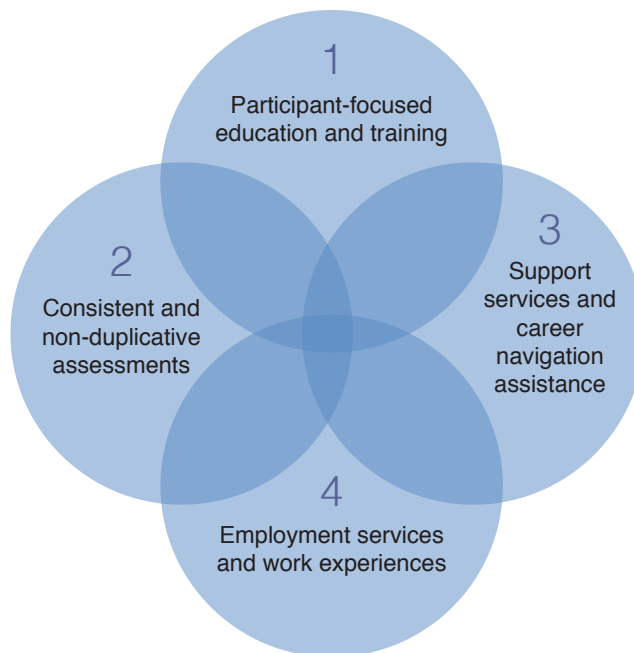 1
Participant-focused
education and training
2
Consistent and
non-duplicative
assessments
3
Support
services and
career
navigation
assistance
4
Employment services
and work experiences